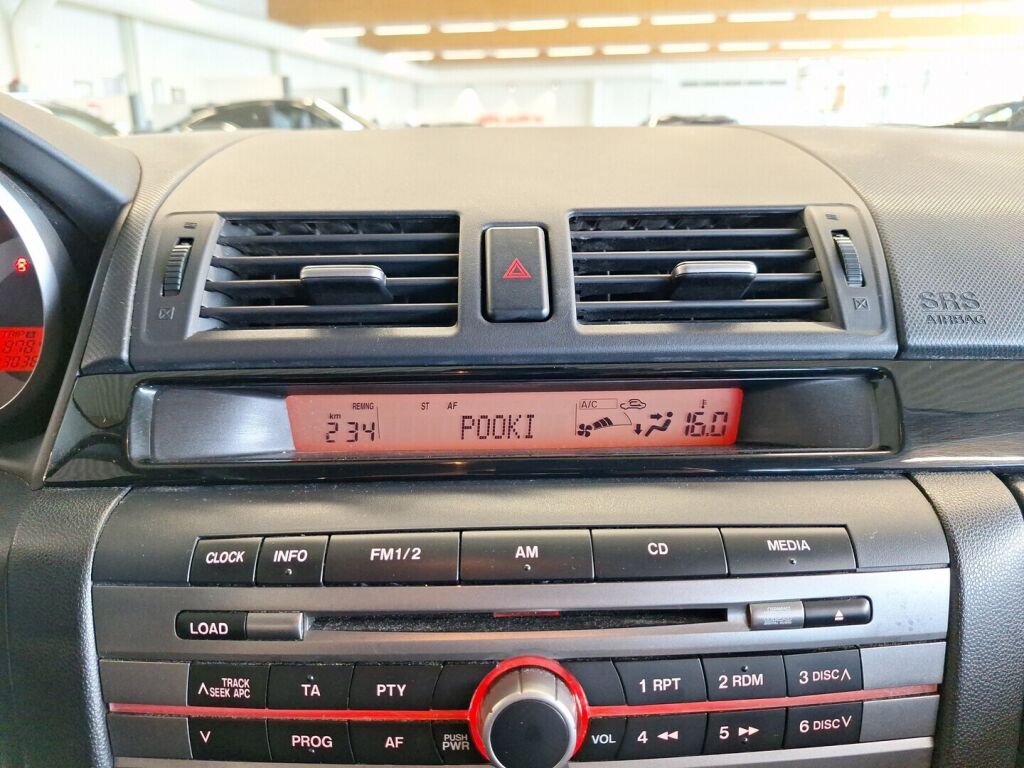 SRS
AIRBAG
TRIP A
878
km REMNG ST AF A/C
234 POOKI 16.0
CLOCK INFO FM1/2 AM CD MEDIA
LOAD
TRACK
SEEK APC
TA PTY 1 RPT 2 RDM 3 DISC
PROG AF PUSH PWR VOL 4 5 6 DISC